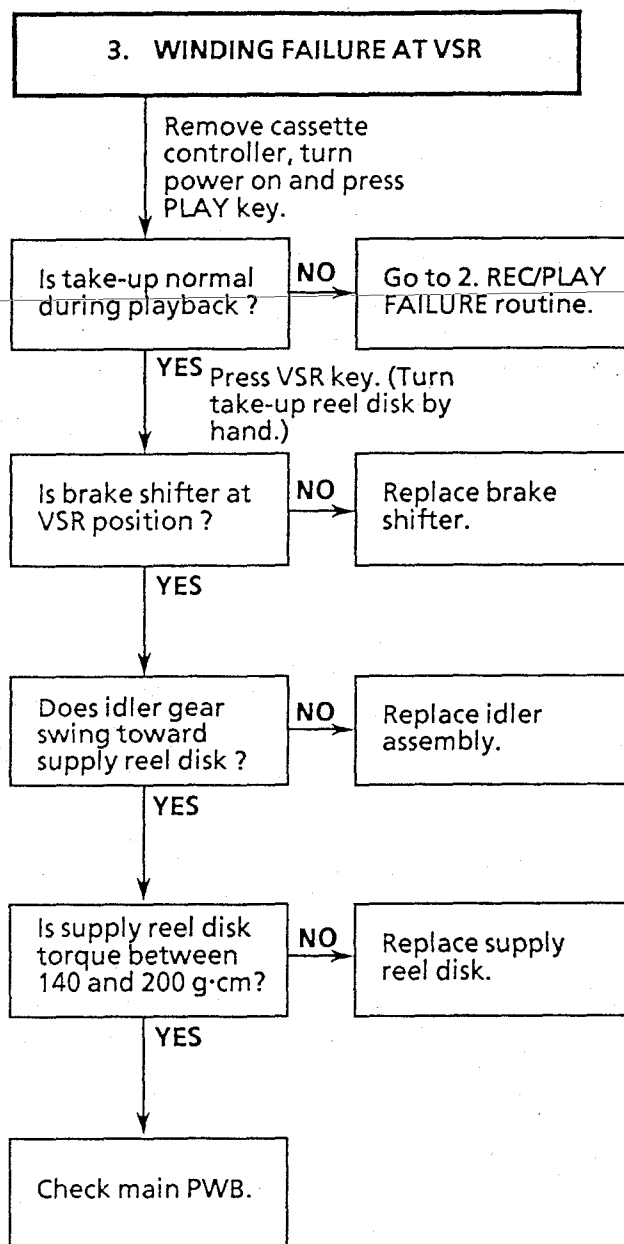 3. WINDING FAILURE AT VSR
Remove cassette
controller, turn
power on and press
PLAY key.
Is take-up normal
during playback ?
NO
Go to 2. REC/PLAY
FAILURE routine.
YES
Press VSR key. (Turn
take-up reel disk by
hand.)
Is brake shifter at
VSR position ?
NO
Replace brake
shifter.
YES
Does idler gear
swing toward
supply reel disk ?
NO
Replace idler
assembly.
YES
Is supply reel disk
torque between
140 and 200 g·cm?
NO
Replace supply
reel disk.
YES
Check main PWB.